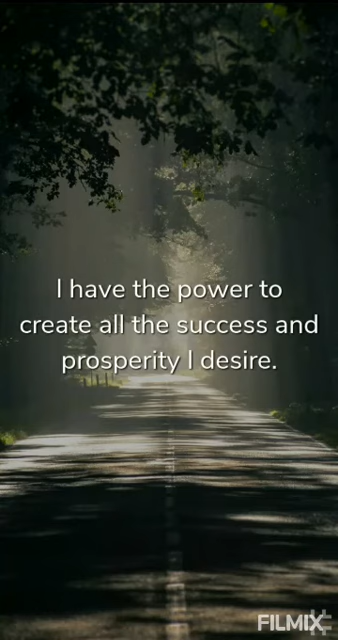 I have the power to
create all the success and
prosperity I desire.
FILMIX